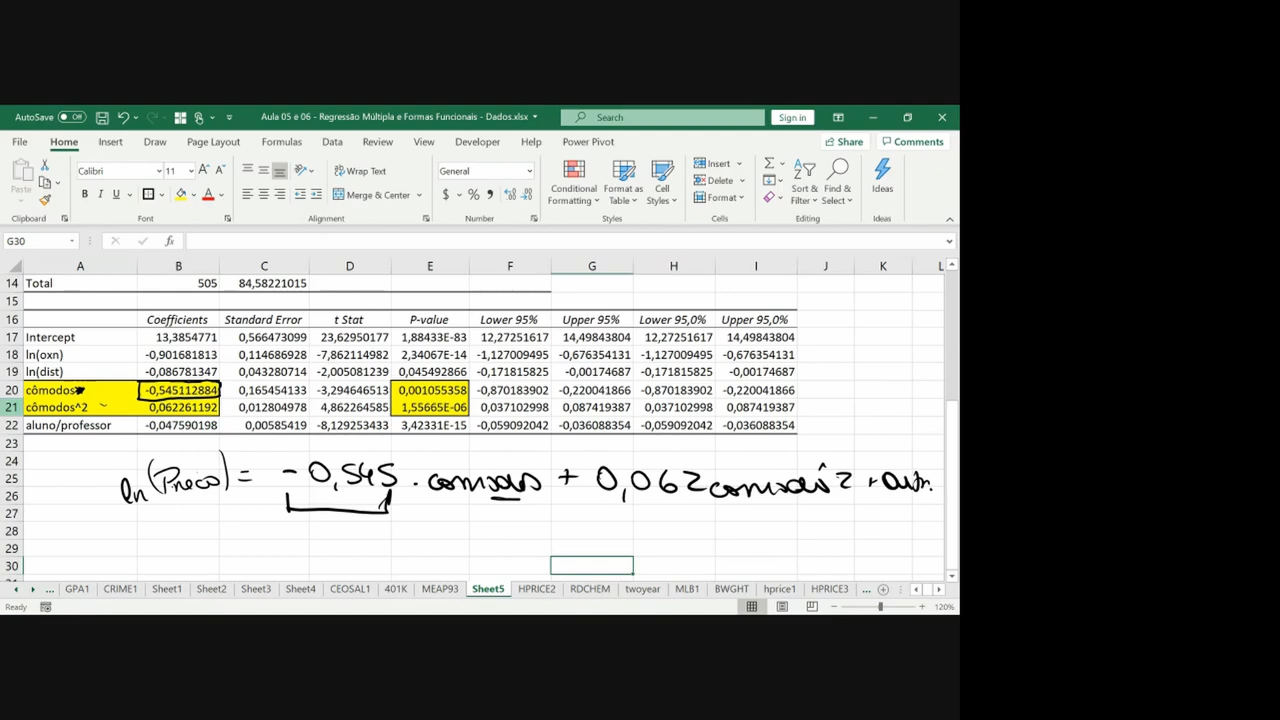 AutoSave Off Aula 05 e 06 - Regressão Múltipla e Formas Funcionais - Dados.xlsx Search Sign in
File Home Insert Draw Page Layout Formulas Data Review View Developer Help Power Pivot Share Comments
Paste Calibri 11 A A Wrap Text General Conditional Formatting Format as Table Cell Styles Insert Sort & Filter Find & Select Ideas
B I U A Merge & Center $ % Delete
Format
Clipboard Font Alignment Number Styles Cells Editing Ideas
G30 fx
A B C D E F G H I J K L
14 Total 505 84,58221015
15
16 Coefficients Standard Error t Stat P-value Lower 95% Upper 95% Lower 95,0% Upper 95,0%
17 Intercept 13,3854771 0,566473099 23,62950177 1,88433E-83 12,27251617 14,49843804 12,27251617 14,49843804
18 ln(oxn) -0,901681813 0,114686928 -7,862114982 2,34067E-14 -1,127009495 -0,676354131 -1,127009495 -0,676354131
19 ln(dist) -0,086781347 0,043280714 -2,005081239 0,045492866 -0,171815825 -0,00174687 -0,171815825 -0,00174687
20 cômodos -0,545112884 0,165454133 -3,294646513 0,001055358 -0,870183902 -0,220041866 -0,870183902 -0,220041866
21 cômodos^2 0,062261192 0,012804978 4,862264585 1,55665E-06 0,037102998 0,087419387 0,037102998 0,087419387
22 aluno/professor -0,047590198 0,00585419 -8,129253433 3,42331E-15 -0,059092042 -0,036088354 -0,059092042 -0,036088354
23
24
25 ln(Preço) = -0,545 . comodos + 0,062 comodos^2 +
26
27
28
29
30
... GPA1 CRIME1 Sheet1 Sheet2 Sheet3 Sheet4 CEOSAL1 401K MEAP93 Sheet5 HPRICE2 RDCHEM twoyear MLB1 BWGHT hprice1 HPRICE3 ...
Ready 120%